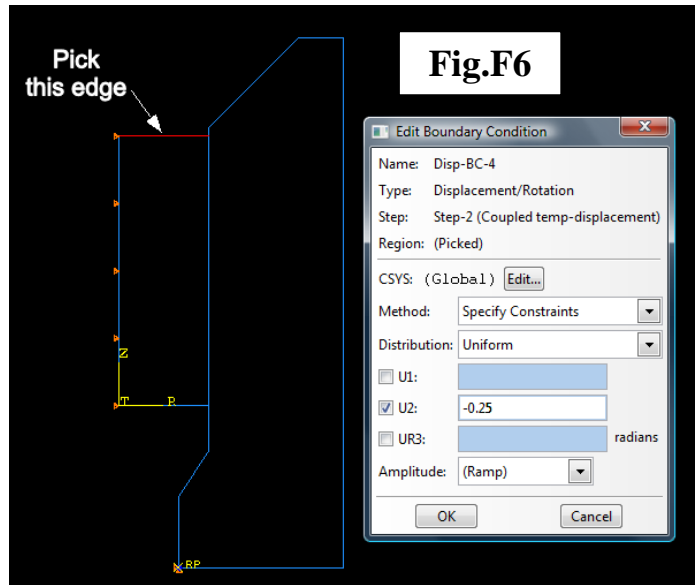 Pick
this edge
Fig.F6
Edit Boundary Condition
Name: Disp-BC-4
Type: Displacement/Rotation
Step: Step-2 (Coupled temp-displacement)
Region: (Picked)
CSYS: (Global) Edit...
Method: Specify Constraints
Distribution: Uniform
U1:
U2: -0.25
UR3: radians
Amplitude: (Ramp)
OK Cancel
Z
T R
RP